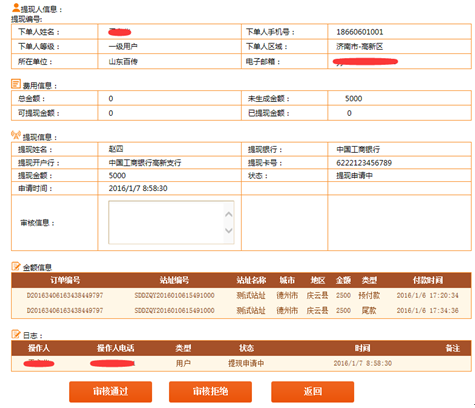 提现人信息：
提现编号:
下单人姓名： 下单人手机号： 18660601001
下单人等级： 一级用户 下单人区域： 济南市-高新区
所在单位： 山东百传 电子邮箱：
费用信息：
总金额： 0 未生成金额： 5000
可提现金额： 0 已提现金额： 0
提现信息：
提现姓名： 赵四 提现银行： 中国工商银行
提现开户行： 中国工商银行高新支行 提现卡号： 6222123456789
提现金额： 5000 状态： 提现申请中
申请时间： 2016/1/7 8:58:30
审核信息：
金额信息
订单编号 站址编号 站址名称 城市 地区 金额 类型 付款时间
D20163406163438449797 SDDZQY2016010615491000 测试站址 德州市 庆云县 2500 预付款 2016/1/6 17:20:34
D20163406163438449797 SDDZQY2016010615491000 测试站址 德州市 庆云县 2500 尾款 2016/1/6 17:34:36
日志：
操作人 操作人电话 类型 状态 时间 备注
用户 提现申请中 2016/1/7 8:58:30
审核通过 审核拒绝 返回